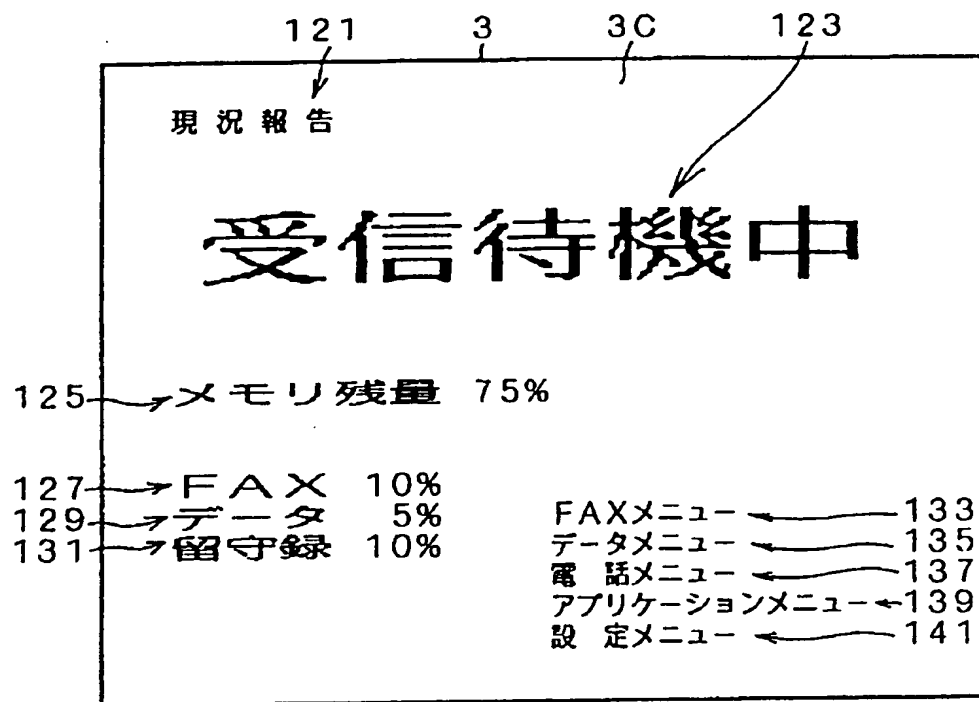 121 3 3C 123
現況報告
受信待機中
125 メモリ残量 75%
127 FAX 10%
129 データ 5%
131 留守録 10%
FAXメニュー 133
データメニュー 135
電話メニュー 137
アプリケーションメニュー 139
設定メニュー 141